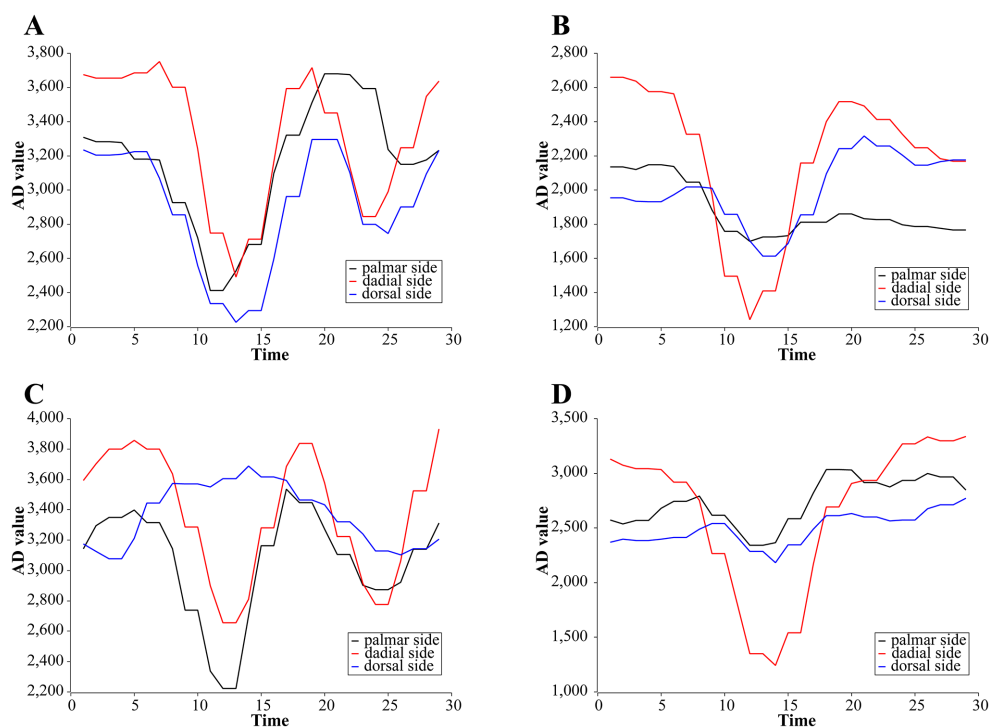 A
3,800
3,600
3,400
3,200
3,000
2,800
2,600
2,400
2,200
AD value
0 5 10 15 20 25 30
Time
palmar side
dadial side
dorsal side
B
2,800
2,600
2,400
2,200
2,000
1,800
1,600
1,400
1,200
AD value
0 5 10 15 20 25 30
Time
palmar side
dadial side
dorsal side
C
4,000
3,800
3,600
3,400
3,200
3,000
2,800
2,600
2,400
2,200
AD value
0 5 10 15 20 25 30
Time
palmar side
dadial side
dorsal side
D
3,500
3,000
2,500
2,000
1,500
1,000
AD value
0 5 10 15 20 25 30
Time
palmar side
dadial side
dorsal side